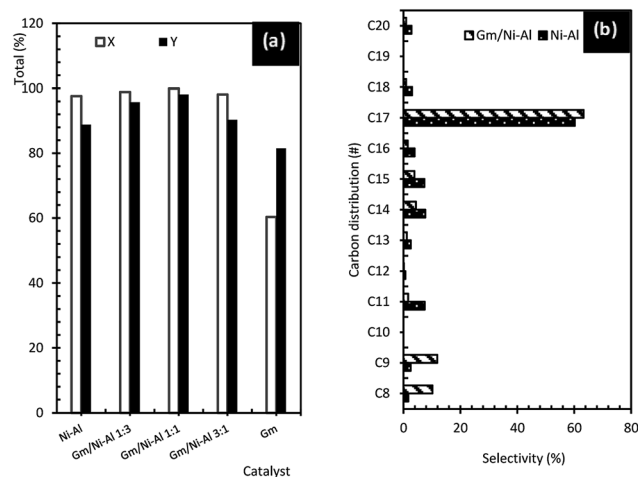 120
100
80
60
40
20
0
Total (%)
X Y
(a)
Ni-Al
Gm/Ni-Al 1:3
Gm/Ni-Al 1:1
Gm/Ni-Al 3:1
Gm
Catalyst
C20
C19
C18
C17
C16
C15
C14
C13
C12
C11
C10
C9
C8
Carbon distribution (#)
Gm/Ni-Al Ni-Al
(b)
0 20 40 60 80
Selectivity (%)